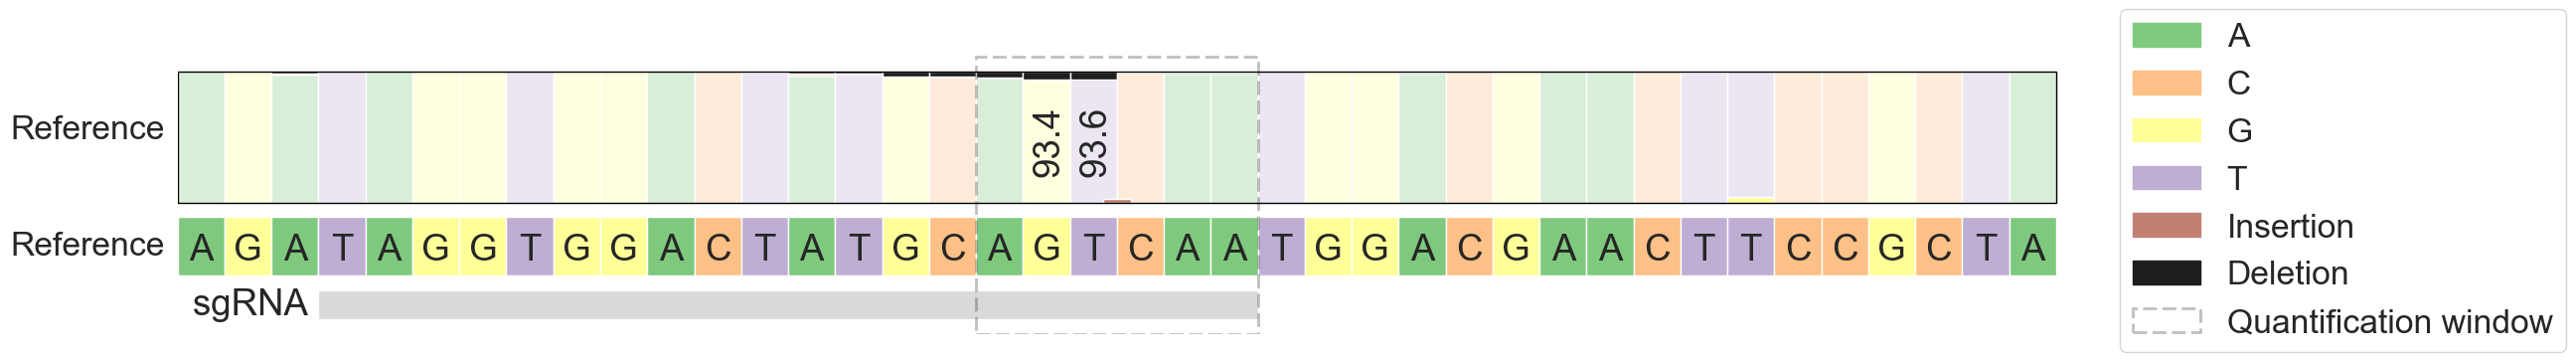 Reference
93.4
93.6
Reference A G A T A G G T G G A C T A T G C A G T C A A T G G A C G A A C T T C C G C T A
sgRNA
A
C
G
T
Insertion
Deletion
Quantification window